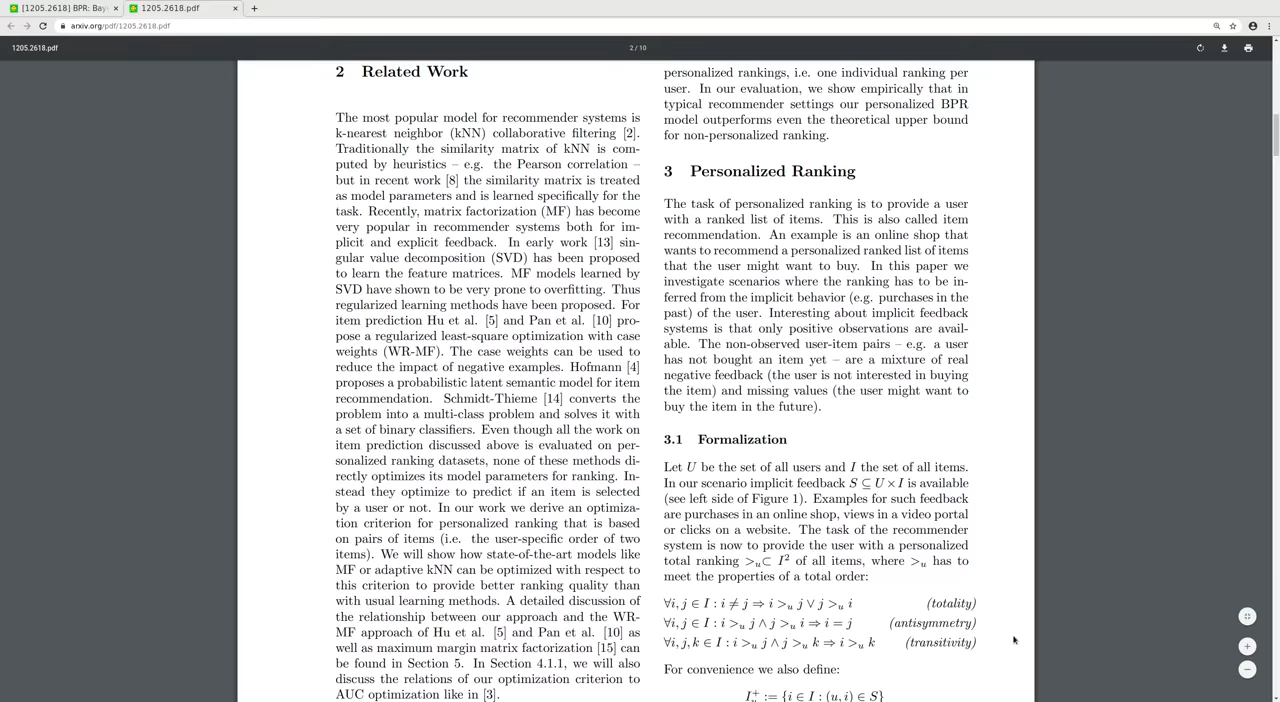 [1205.2618] BPR: Bay
1205.2618.pdf
arxiv.org/pdf/1205.2618.pdf
1205.2618.pdf
2 / 10
2 Related Work
The most popular model for recommender systems is
k-nearest neighbor (kNN) collaborative filtering [2].
Traditionally the similarity matrix of kNN is com-
puted by heuristics – e.g. the Pearson correlation –
but in recent work [8] the similarity matrix is treated
as model parameters and is learned specifically for the
task. Recently, matrix factorization (MF) has become
very popular in recommender systems both for im-
plicit and explicit feedback. In early work [13] sin-
gular value decomposition (SVD) has been proposed
to learn the feature matrices. MF models learned by
SVD have shown to be very prone to overfitting. Thus
regularized learning methods have been proposed. For
item prediction Hu et al. [5] and Pan et al. [10] pro-
pose a regularized least-square optimization with case
weights (WR-MF). The case weights can be used to
reduce the impact of negative examples. Hofmann [4]
proposes a probabilistic latent semantic model for item
recommendation. Schmidt-Thieme [14] converts the
problem into a multi-class problem and solves it with
a set of binary classifiers. Even though all the work on
item prediction discussed above is evaluated on per-
sonalized ranking datasets, none of these methods di-
rectly optimizes its model parameters for ranking. In-
stead they optimize to predict if an item is selected
by a user or not. In our work we derive an optimiza-
tion criterion for personalized ranking that is based
on pairs of items (i.e. the user-specific order of two
items). We will show how state-of-the-art models like
MF or adaptive kNN can be optimized with respect to
this criterion to provide better ranking quality than
with usual learning methods. A detailed discussion of
the relationship between our approach and the WR-
MF approach of Hu et al. [5] and Pan et al. [10] as
well as maximum margin matrix factorization [15] can
be found in Section 5. In Section 4.1.1, we will also
discuss the relations of our optimization criterion to
AUC optimization like in [3].
personalized rankings, i.e. one individual ranking per
user. In our evaluation, we show empirically that in
typical recommender settings our personalized BPR
model outperforms even the theoretical upper bound
for non-personalized ranking.
3 Personalized Ranking
The task of personalized ranking is to provide a user
with a ranked list of items. This is also called item
recommendation. An example is an online shop that
wants to recommend a personalized ranked list of items
that the user might want to buy. In this paper we
investigate scenarios where the ranking has to be in-
ferred from the implicit behavior (e.g. purchases in the
past) of the user. Interesting about implicit feedback
systems is that only positive observations are avail-
able. The non-observed user-item pairs – e.g. a user
has not bought an item yet – are a mixture of real
negative feedback (the user is not interested in buying
the item) and missing values (the user might want to
buy the item in the future).
3.1 Formalization
Let U be the set of all users and I the set of all items.
In our scenario implicit feedback S ⊆ U × I is available
(see left side of Figure 1). Examples for such feedback
are purchases in an online shop, views in a video portal
or clicks on a website. The task of the recommender
system is now to provide the user with a personalized
total ranking >u⊂ I² of all items, where >u has to
meet the properties of a total order:
∀i, j ∈ I : i ≠ j ⇒ i >u j ∨ j >u i (totality)
∀i, j ∈ I : i >u j ∧ j >u i ⇒ i = j (antisymmetry)
∀i, j, k ∈ I : i >u j ∧ j >u k ⇒ i >u k (transitivity)
For convenience we also define:
I⁺u := {i ∈ I : (u, i) ∈ S}